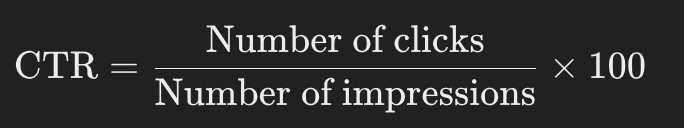 CTR = Number of clicks / Number of impressions × 100